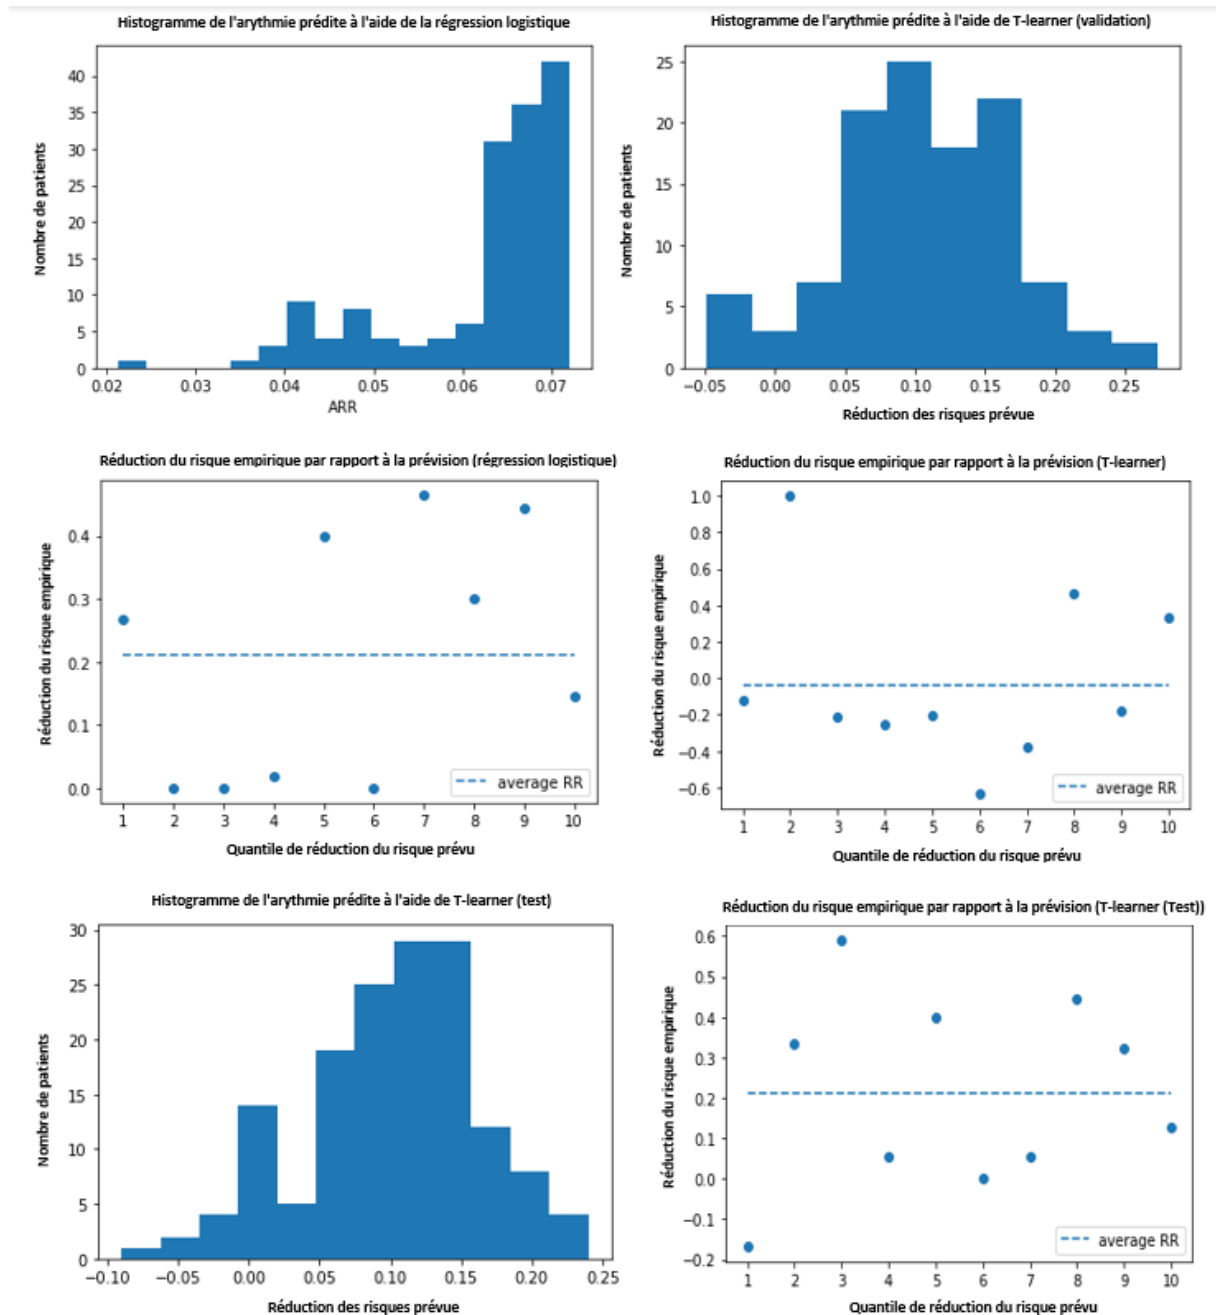 Histogramme de l'arythmie prédite à l'aide de la régression logistique
Nombre de patients
40
35
30
25
20
15
10
5
0
0.02 0.03 0.04 0.05 0.06 0.07
ARR
Histogramme de l'arythmie prédite à l'aide de T-learner (validation)
Nombre de patients
25
20
15
10
5
0
−0.05 0.00 0.05 0.10 0.15 0.20 0.25
Réduction des risques prévue
Réduction du risque empirique par rapport à la prévision (régression logistique)
Réduction du risque empirique
0.4
0.3
0.2
0.1
0.0
average RR
1 2 3 4 5 6 7 8 9 10
Quantile de réduction du risque prévu
Réduction du risque empirique par rapport à la prévision (T-learner)
Réduction du risque empirique
1.0
0.8
0.6
0.4
0.2
0.0
−0.2
−0.4
−0.6
average RR
1 2 3 4 5 6 7 8 9 10
Quantile de réduction du risque prévu
Histogramme de l'arythmie prédite à l'aide de T-learner (test)
Nombre de patients
30
25
20
15
10
5
0
−0.10 −0.05 0.00 0.05 0.10 0.15 0.20 0.25
Réduction des risques prévue
Réduction du risque empirique par rapport à la prévision (T-learner (Test))
Réduction du risque empirique
0.6
0.5
0.4
0.3
0.2
0.1
0.0
−0.1
−0.2
average RR
1 2 3 4 5 6 7 8 9 10
Quantile de réduction du risque prévu